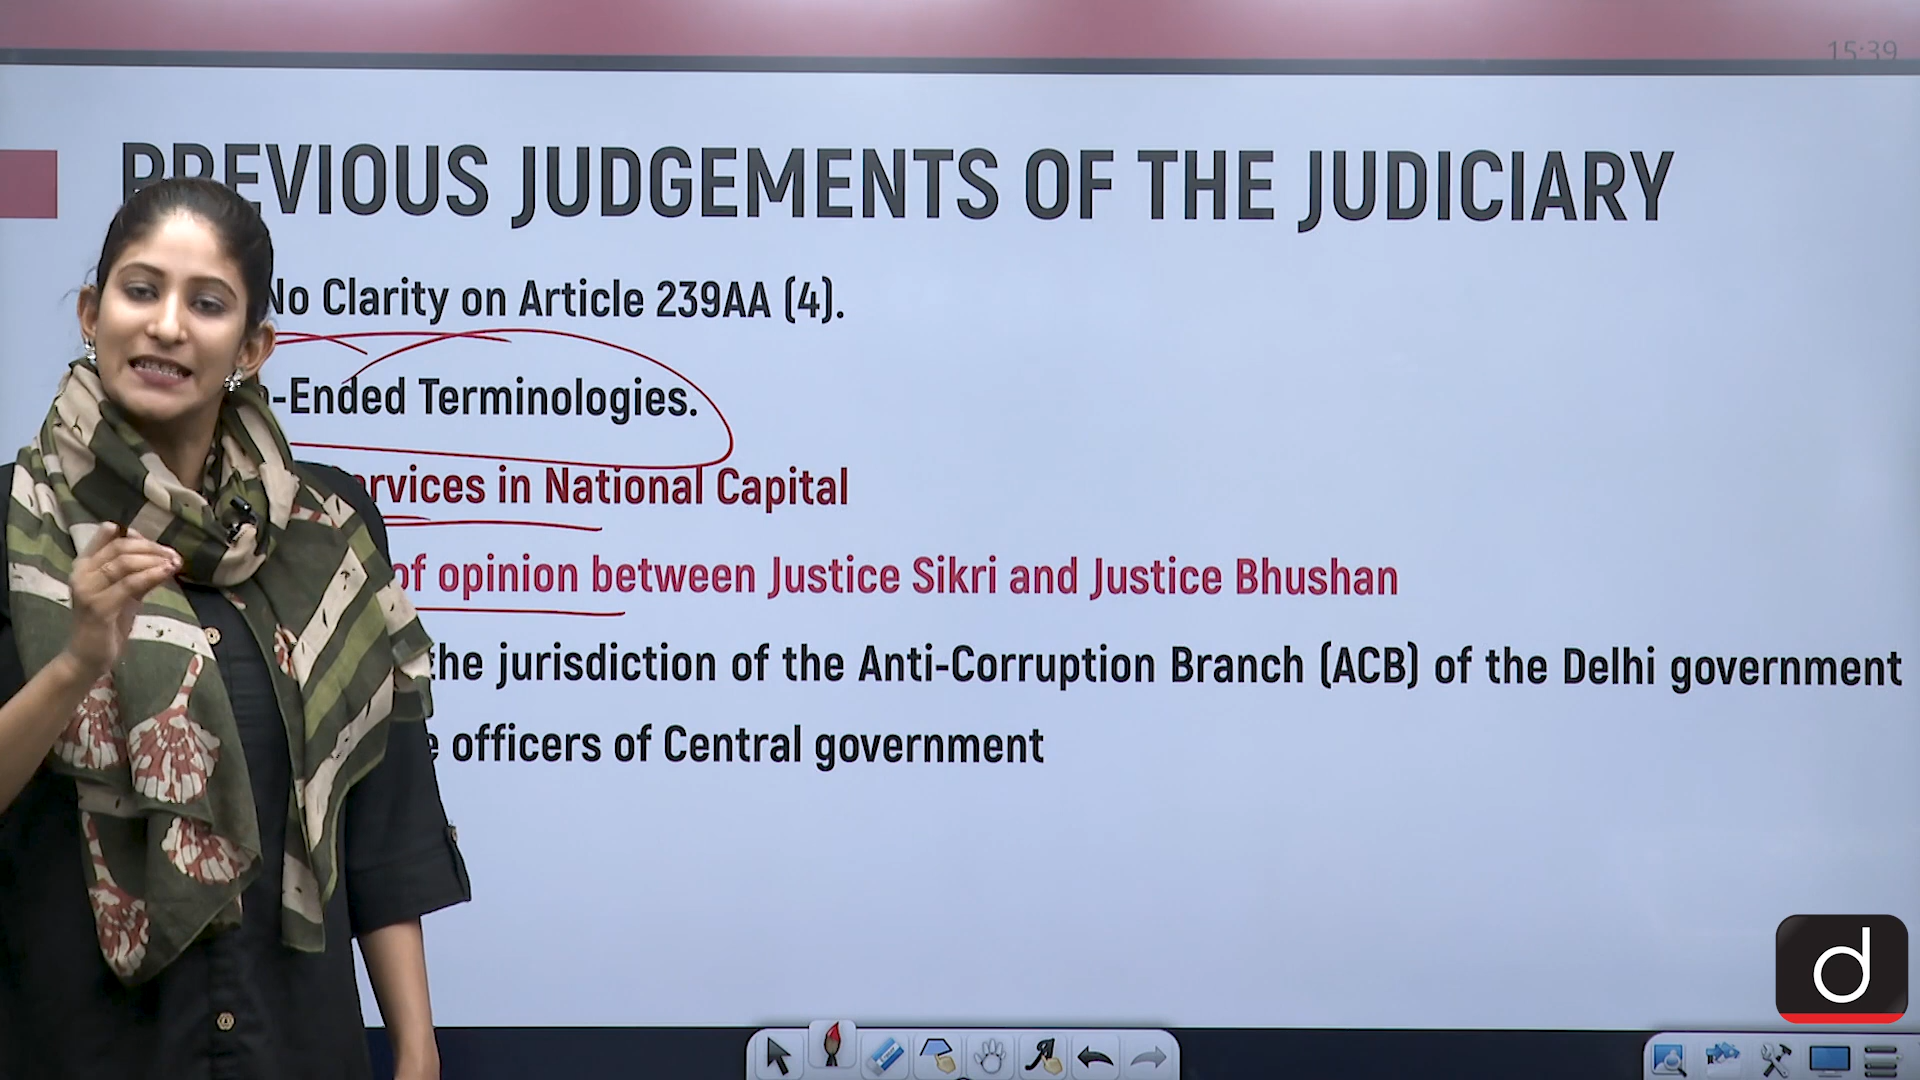 15:39
PREVIOUS JUDGEMENTS OF THE JUDICIARY
No Clarity on Article 239AA (4).
-Ended Terminologies.
ervices in National Capital
of opinion between Justice Sikri and Justice Bhushan
the jurisdiction of the Anti-Corruption Branch (ACB) of the Delhi government
officers of Central government
d